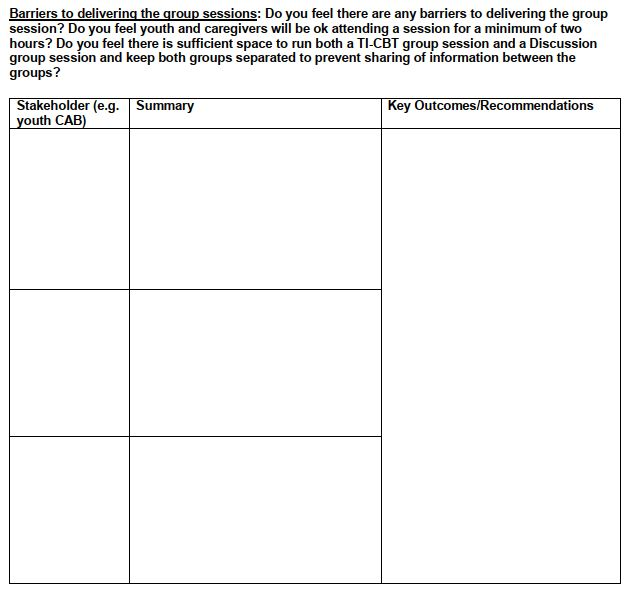 Barriers to delivering the group sessions: Do you feel there are any barriers to delivering the group
session? Do you feel youth and caregivers will be ok attending a session for a minimum of two
hours? Do you feel there is sufficient space to run both a TI-CBT group session and a Discussion
group session and keep both groups separated to prevent sharing of information between the
groups?
Stakeholder (e.g.
youth CAB)
Summary
Key Outcomes/Recommendations